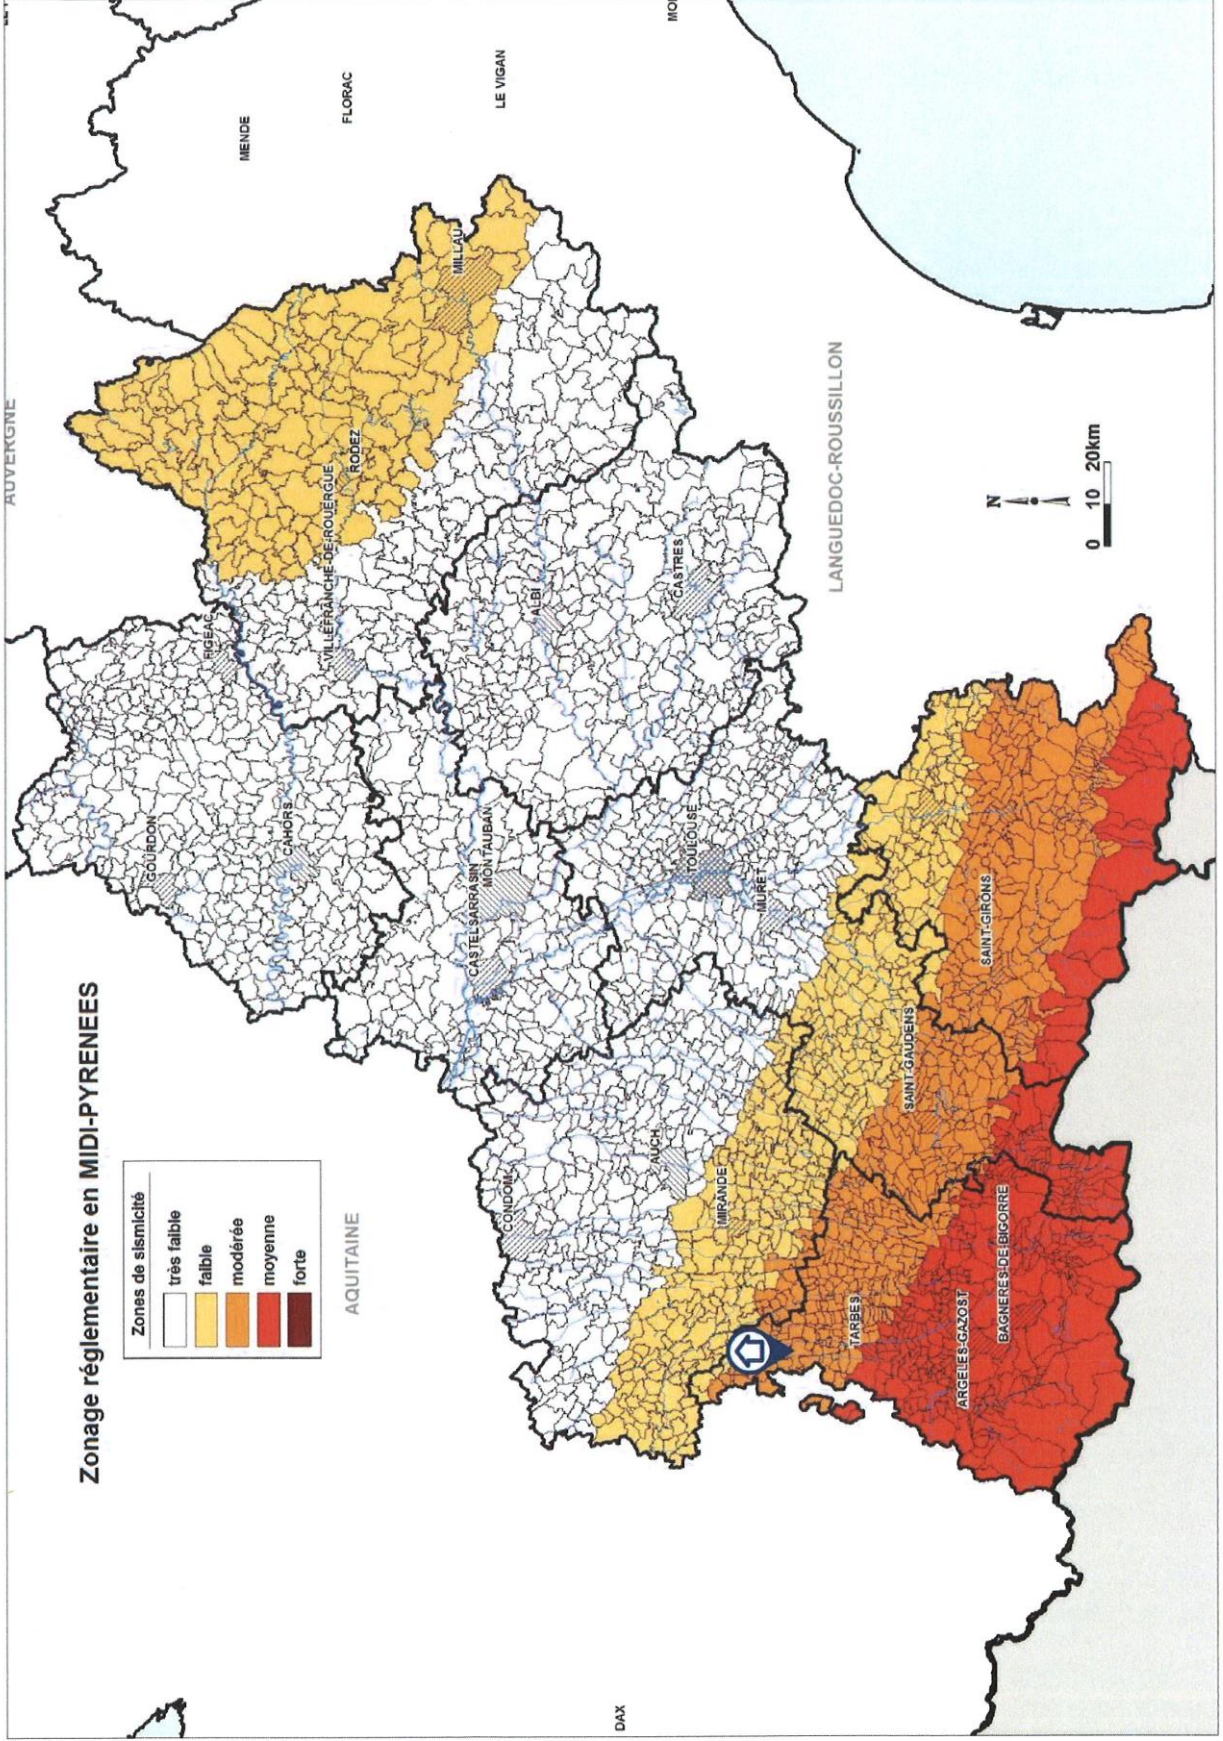 Zonage réglementaire en MIDI-PYRENEES
Zones de sismicité
très faible
faible
modérée
moyenne
forte
AUVERGNE
AQUITAINE
LANGUEDOC-ROUSSILLON
MENDE
FLORAC
LE VIGAN
DAX
GOURDON
FIGEAC
CAHORS
VILLEFRANCHE-DE-ROUERGUE
RODEZ
MILLAU
CASTELSARRASIN
MONTAUBAN
ALBI
CONDOM
AUCH
TOULOUSE
CASTRES
MIRANDE
MURET
TARBES
SAINT-GAUDENS
SAINT-GIRONS
ARGELES-GAZOST
BAGNERES-DE-BIGORRE
N
0 10 20km